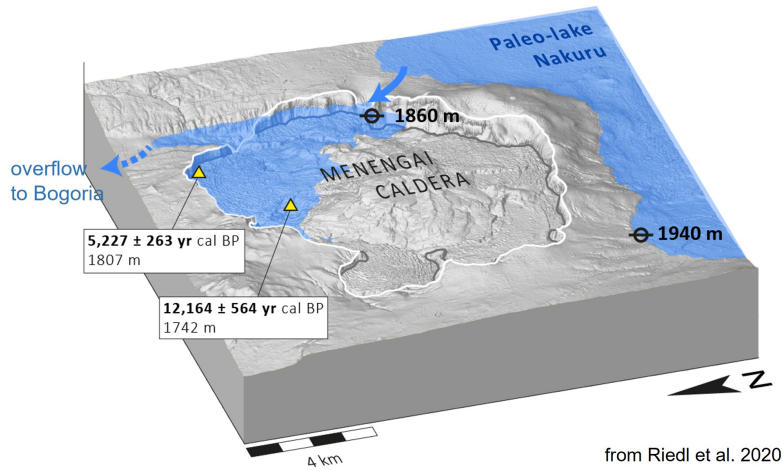 Paleo-lake
Nakuru
1860 m
MENENGAI
CALDERA
overflow
to Bogoria
1940 m
5,227 ± 263 yr cal BP
1807 m
12,164 ± 564 yr cal BP
1742 m
N
4 km
from Riedl et al. 2020